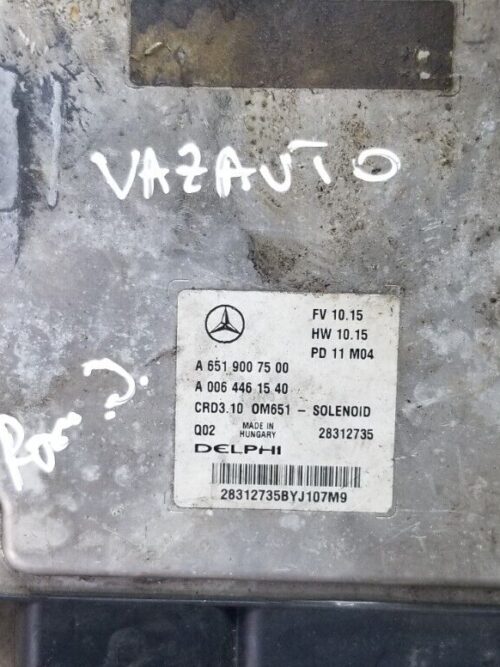 VAZAUTO
FV 10.15
HW 10.15
PD 11 M04
A 651 900 75 00
A 006 446 15 40
CRD3.10 OM651 - SOLENOID
Q02 MADE IN HUNGARY 28312735
DELPHI
28312735BYJ107M9